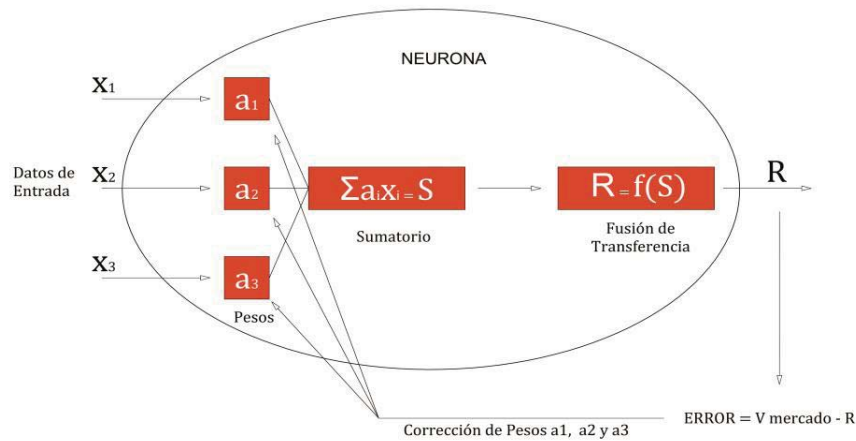 NEURONA
X1
a1
Datos de
Entrada
X2
a2
Σaixi = S
R = f(S)
R
Sumatorio
Fusión de
Transferencia
X3
a3
Pesos
Corrección de Pesos a1, a2 y a3
ERROR = V mercado - R